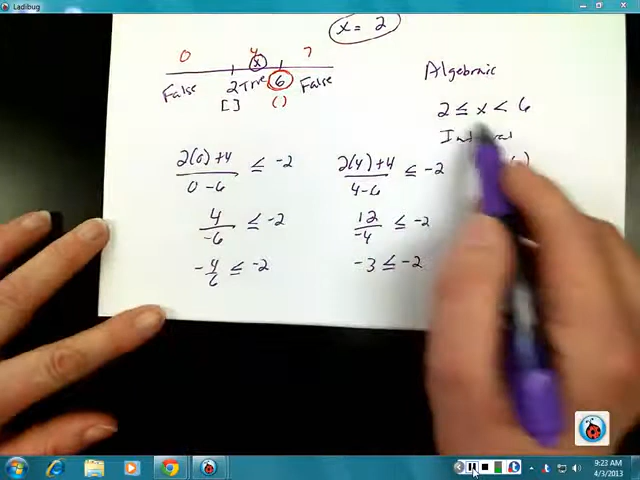 Ladibug
x = 2
0 4 7
x
False 2 True 6 False
[ ] ( )
Algebraic
2 ≤ x < 6
2(0)+4 / 0-6 ≤ -2
2(4)+4 / 4-6 ≤ -2
4 / -6 ≤ -2
12 / -4 ≤ -2
-4/6 ≤ -2
-3 ≤ -2
9:23 AM
4/3/2013